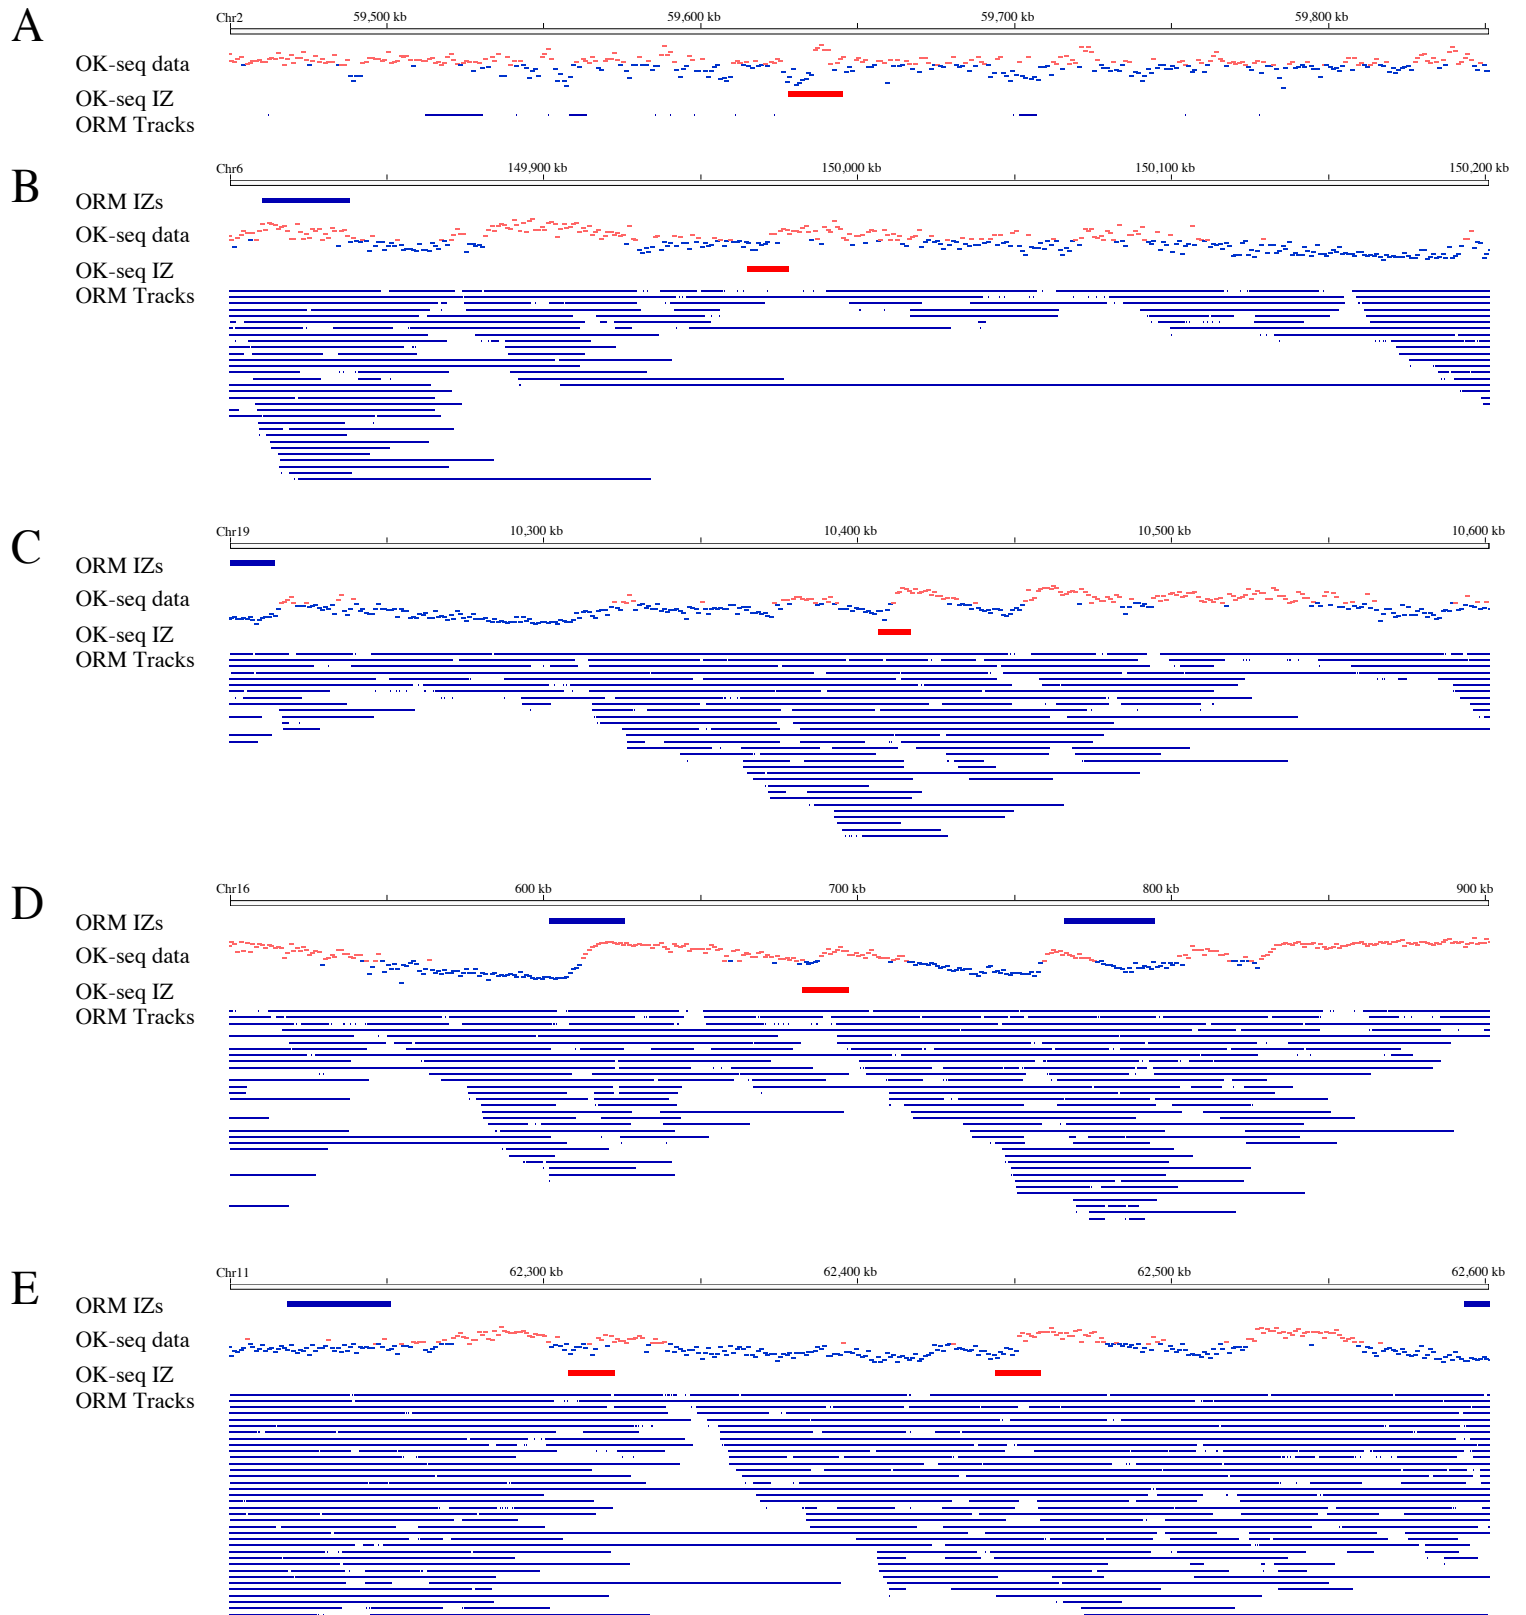 A
Chr2 59,500 kb 59,600 kb 59,700 kb 59,800 kb
OK-seq data
OK-seq IZ
ORM Tracks
B
Chr6 149,900 kb 150,000 kb 150,100 kb 150,200 kb
ORM IZs
OK-seq data
OK-seq IZ
ORM Tracks
C
Chr19 10,300 kb 10,400 kb 10,500 kb 10,600 kb
ORM IZs
OK-seq data
OK-seq IZ
ORM Tracks
D
Chr16 600 kb 700 kb 800 kb 900 kb
ORM IZs
OK-seq data
OK-seq IZ
ORM Tracks
E
Chr11 62,300 kb 62,400 kb 62,500 kb 62,600 kb
ORM IZs
OK-seq data
OK-seq IZ
ORM Tracks